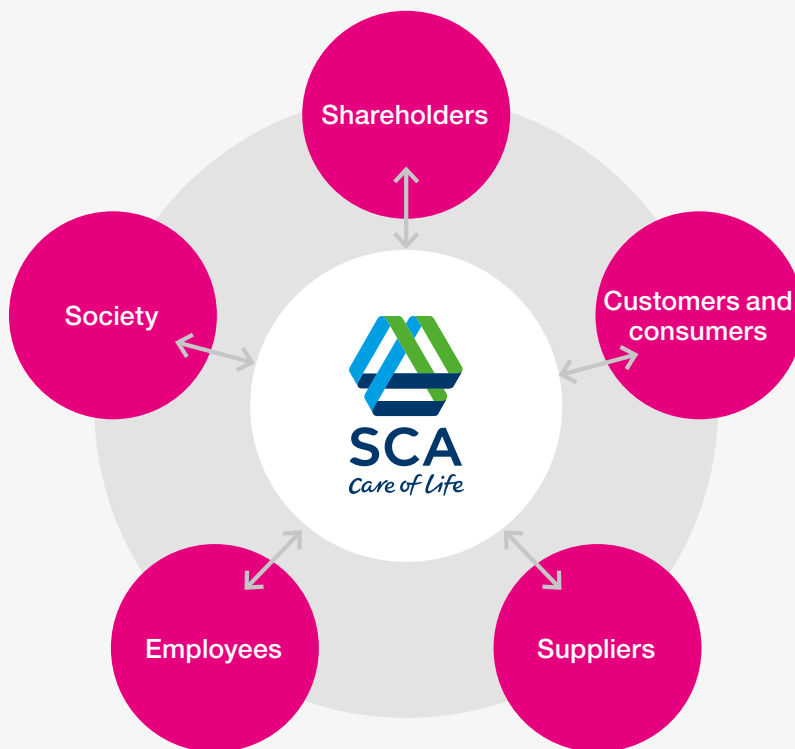 Shareholders
Society
Customers and
consumers
SCA
Care of Life
Employees
Suppliers